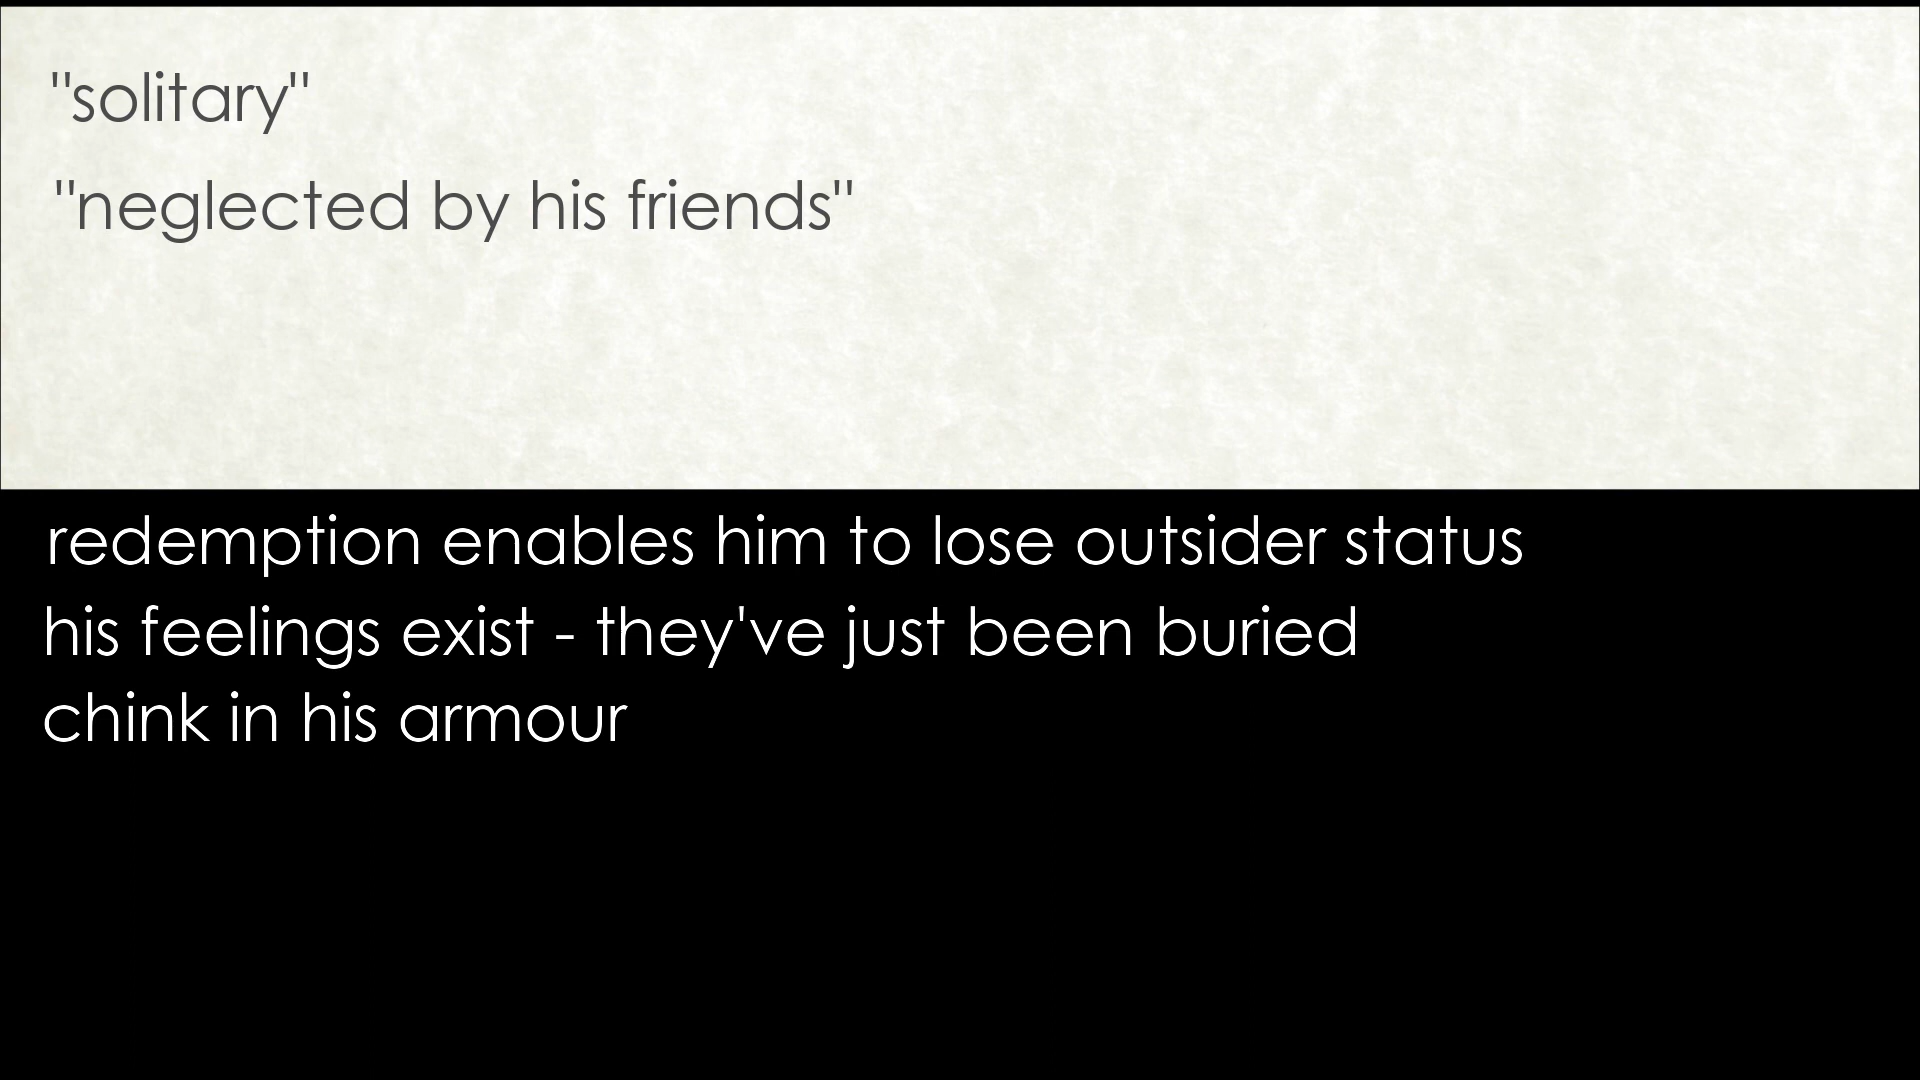 "solitary"
"neglected by his friends"
redemption enables him to lose outsider status
his feelings exist - they've just been buried
chink in his armour